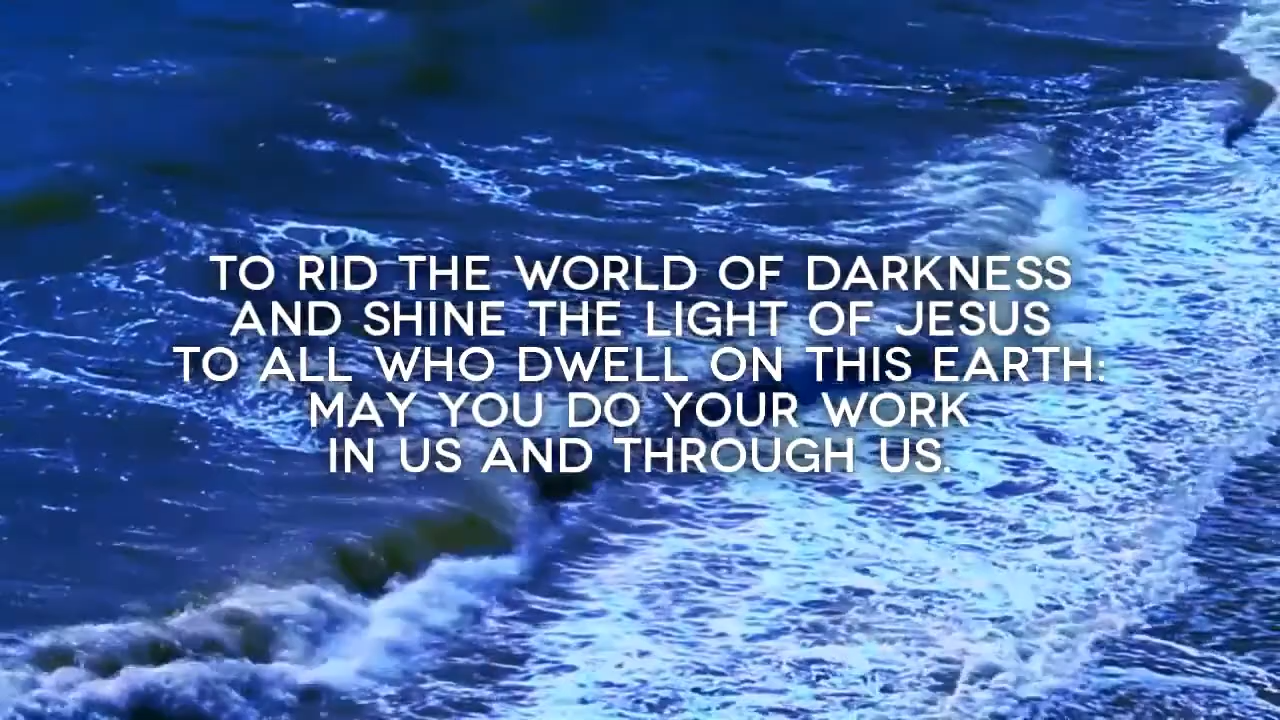 TO RID THE WORLD OF DARKNESS
AND SHINE THE LIGHT OF JESUS
TO ALL WHO DWELL ON THIS EARTH:
MAY YOU DO YOUR WORK
IN US AND THROUGH US.